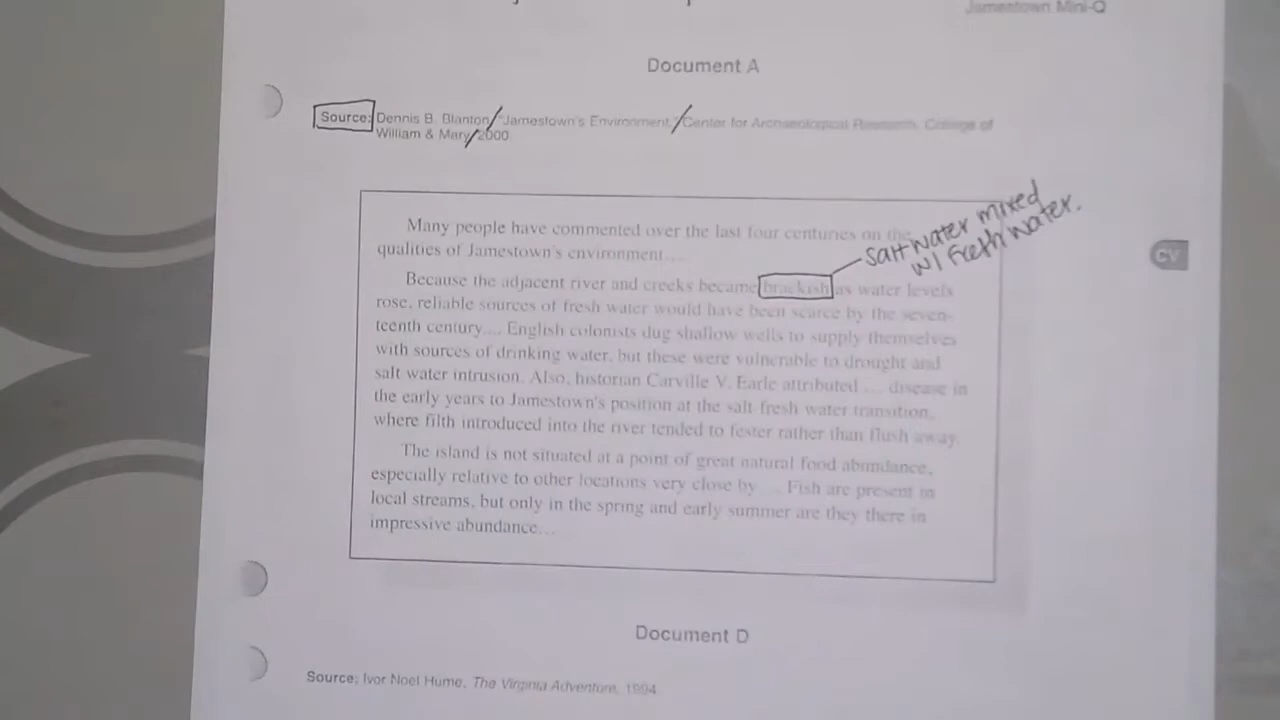 Jamestown Mini-Q
Document A
Source: Dennis B. Blanton/ "Jamestown's Environment,"/ Center for Archaeological Research, College of
William & Mary/ 2000.
Many people have commented over the last four centuries on the
qualities of Jamestown's environment....
salt water mixed
w/ fresh water.
Because the adjacent river and creeks became brackish as water levels
rose, reliable sources of fresh water would have been scarce by the seven-
teenth century.... English colonists dug shallow wells to supply themselves
with sources of drinking water, but these were vulnerable to drought and
salt water intrusion. Also, historian Carville V. Earle attributed ... disease in
the early years to Jamestown's position at the salt-fresh water transition,
where filth introduced into the river tended to fester rather than flush away.
The island is not situated at a point of great natural food abundance,
especially relative to other locations very close by.... Fish are present in
local streams, but only in the spring and early summer are they there in
impressive abundance...
Document D
Source: Ivor Noel Hume, The Virginia Adventure, 1994.